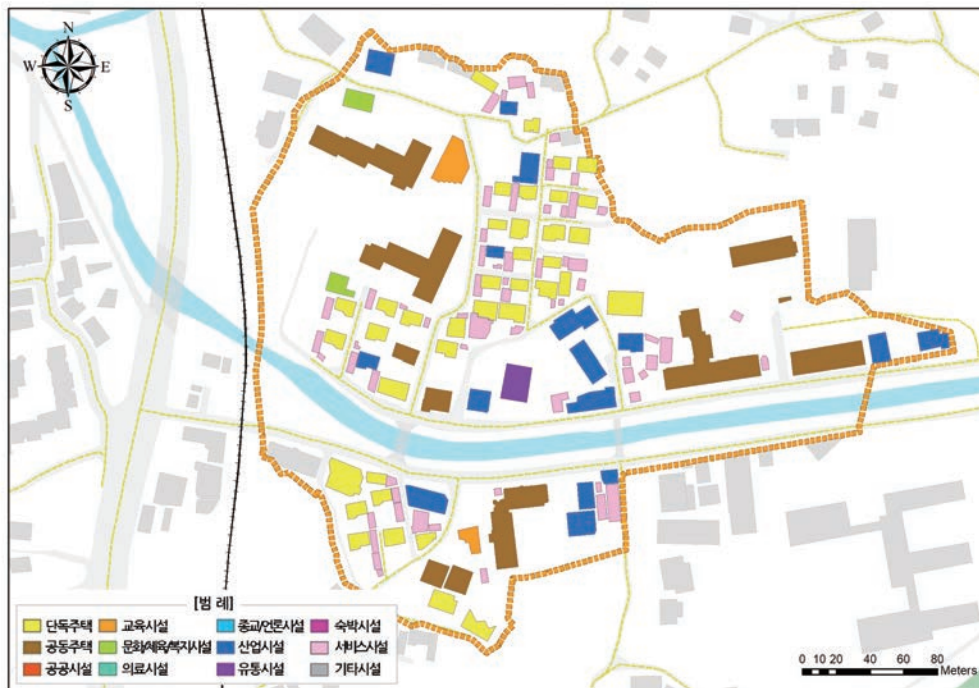 N
W E
S
[범 례]
단독주택 교육시설 종교/언론시설 숙박시설
공동주택 문화/체육/복지시설 산업시설 서비스시설
공공시설 의료시설 유통시설 기타시설
0 10 20 40 60 80
Meters